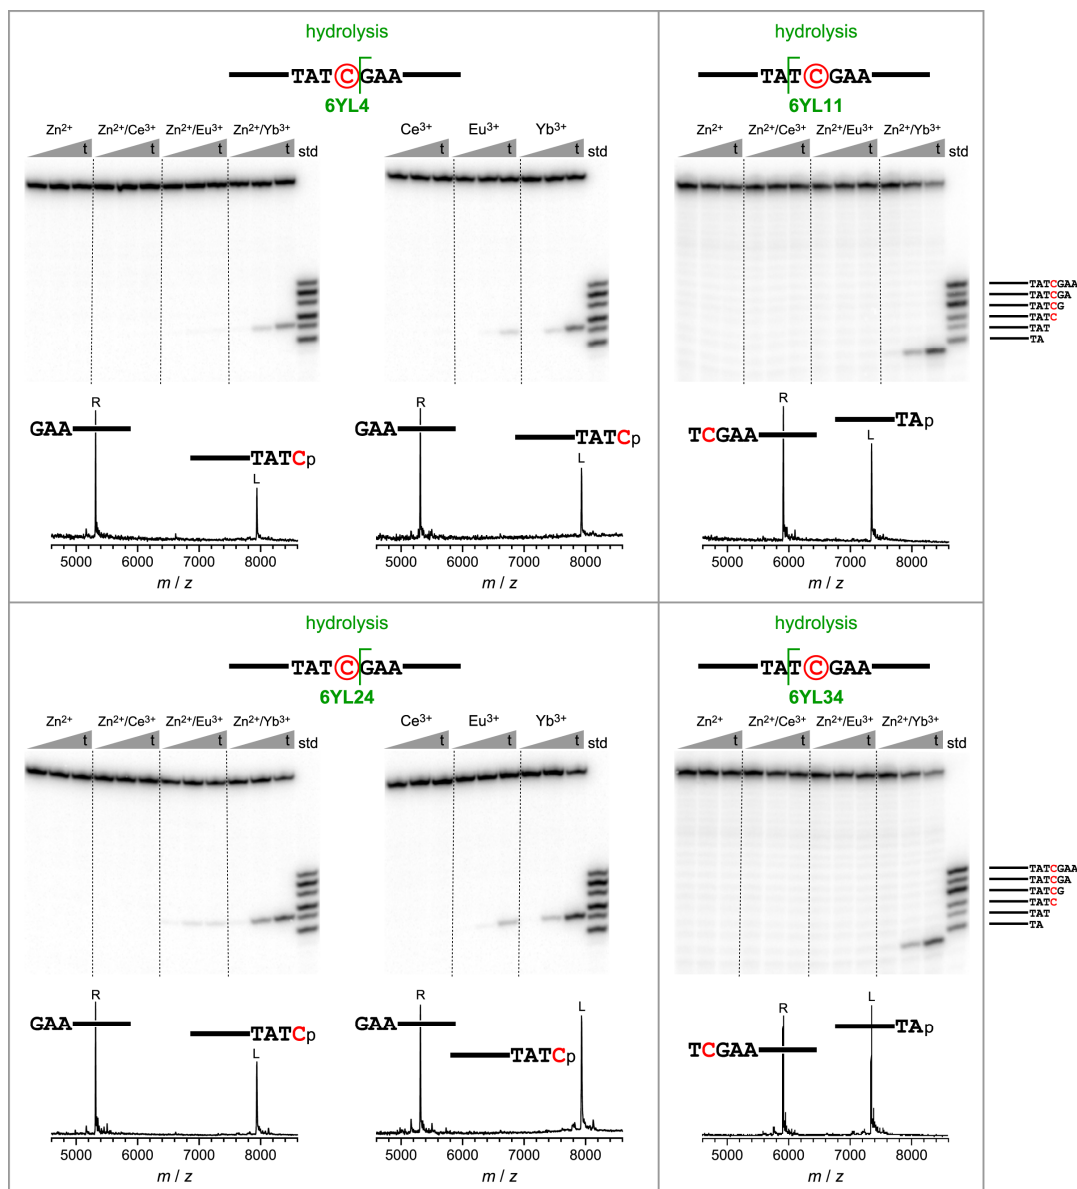 hydrolysis
TATCGAA
6YL4
Zn2+ Zn2+/Ce3+ Zn2+/Eu3+ Zn2+/Yb3+
t t t t std
Ce3+ Eu3+ Yb3+
t t t std
GAA R
TATCp
L
5000 6000 7000 8000
m / z
GAA R
TATCp
L
5000 6000 7000 8000
m / z
hydrolysis
TATCGAA
6YL11
Zn2+ Zn2+/Ce3+ Zn2+/Eu3+ Zn2+/Yb3+
t t t t std
TATCGAA
TATCGA
TATCG
TATC
TAT
TA
R
TAp
TCGAA L
5000 6000 7000 8000
m / z
hydrolysis
TATCGAA
6YL24
Zn2+ Zn2+/Ce3+ Zn2+/Eu3+ Zn2+/Yb3+
t t t t std
Ce3+ Eu3+ Yb3+
t t t std
R
GAA
TATCp
L
5000 6000 7000 8000
m / z
R L
GAA
TATCp
5000 6000 7000 8000
m / z
hydrolysis
TATCGAA
6YL34
Zn2+ Zn2+/Ce3+ Zn2+/Eu3+ Zn2+/Yb3+
t t t t std
TATCGAA
TATCGA
TATCG
TATC
TAT
TA
R L
TAp
TCGAA
5000 6000 7000 8000
m / z